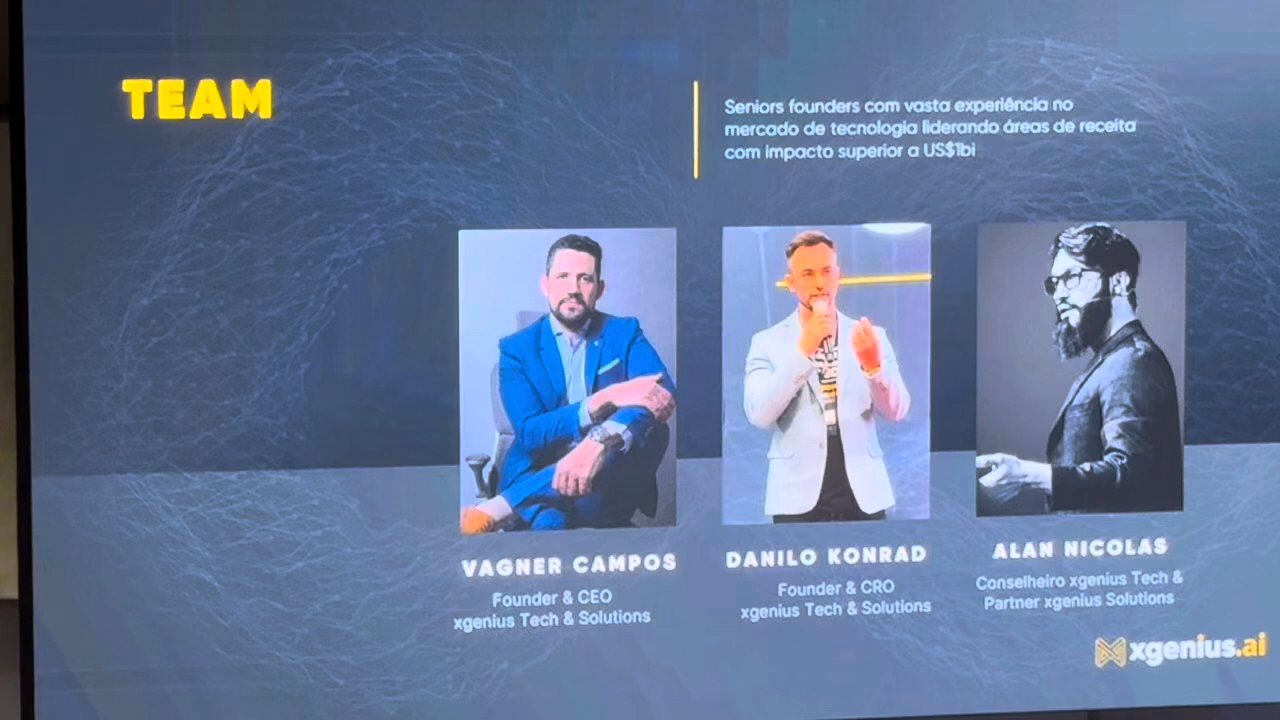 TEAM
Seniors founders com vasta experiência no
mercado de tecnologia liderando áreas de receita
com impacto superior a US$1bi
VAGNER CAMPOS
Founder & CEO
xgenius Tech & Solutions
DANILO KONRAD
Founder & CRO
xgenius Tech & Solutions
ALAN NICOLAS
Conselheiro xgenius Tech &
Partner xgenius Solutions
xgenius.ai